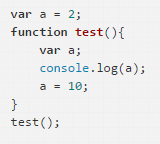 var a = 2;
function test(){
    var a;
    console.log(a);
    a = 10;
}
test();